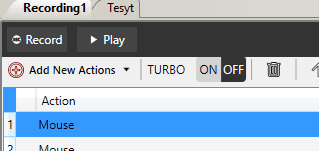 Recording1 Tesyt
Record Play
Add New Actions TURBO ON OFF
Action
1 Mouse
2 Mouse